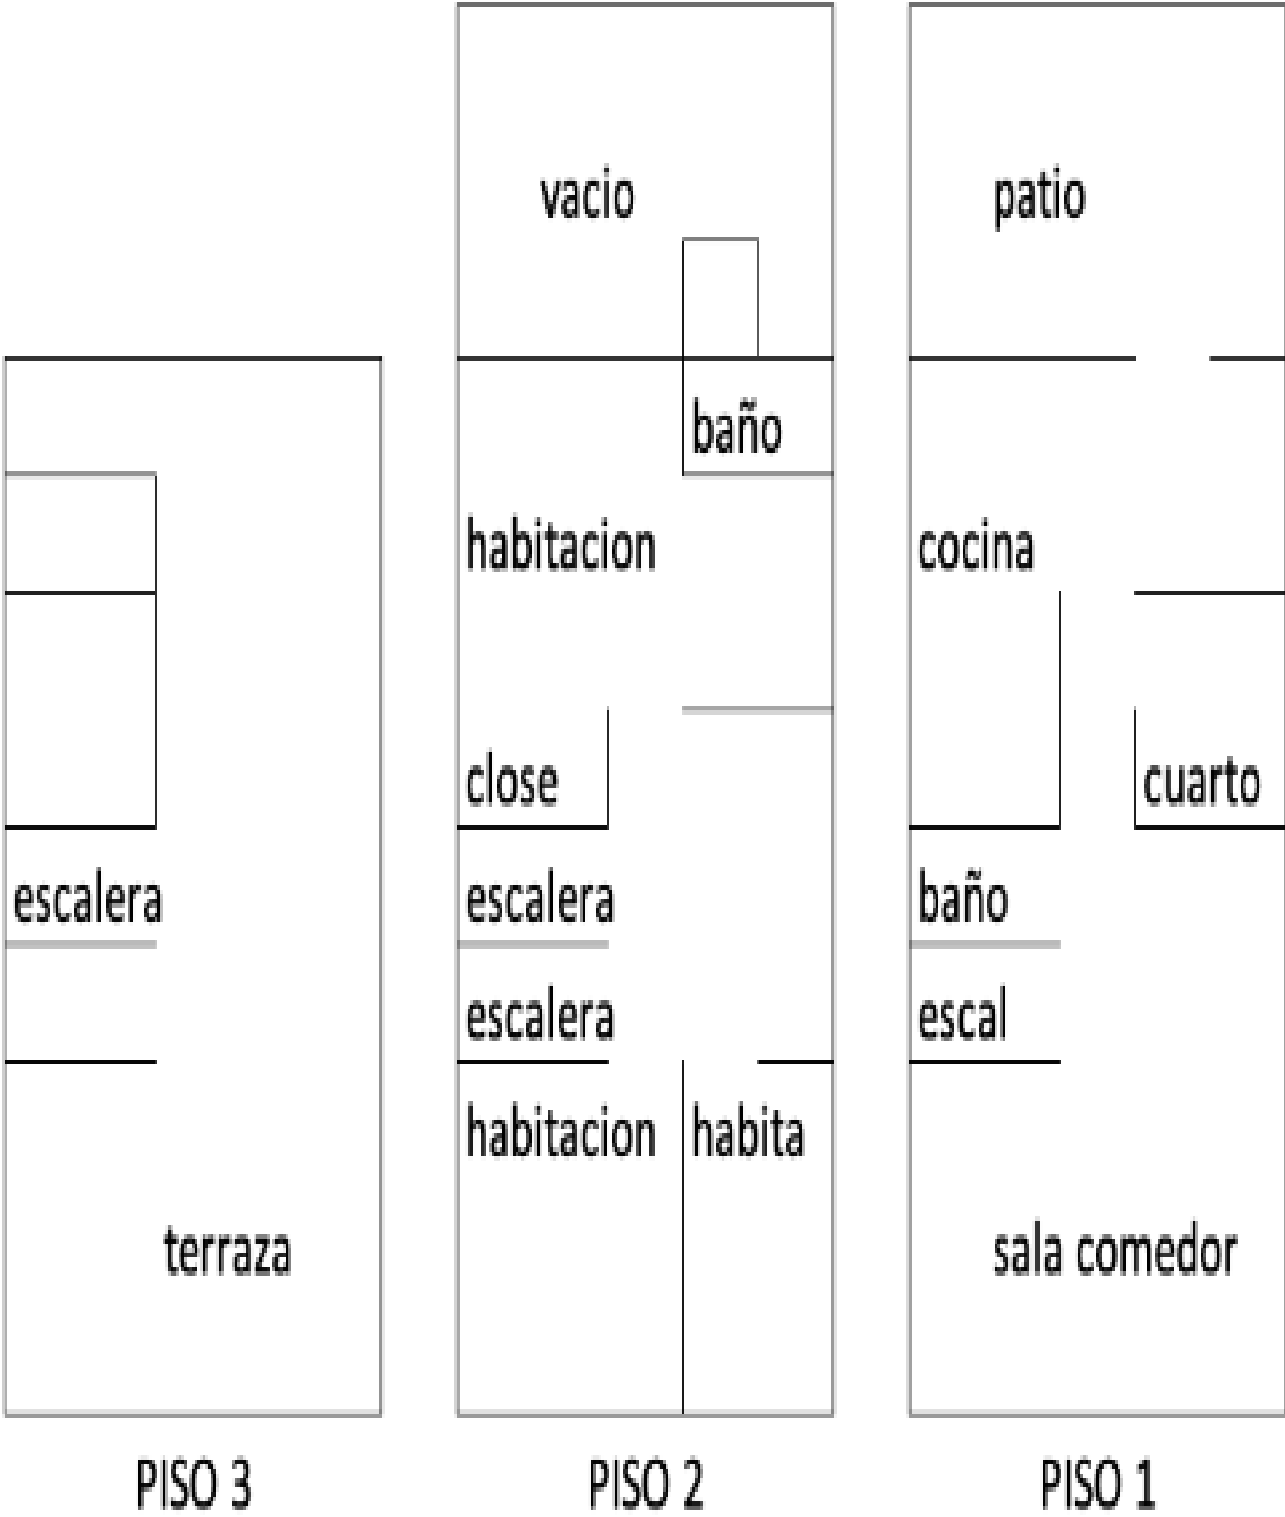 vacio
patio
baño
habitacion
cocina
close
cuarto
escalera
escalera
baño
escalera
escal
habitacion
habita
terraza
sala comedor
PISO 3
PISO 2
PISO 1